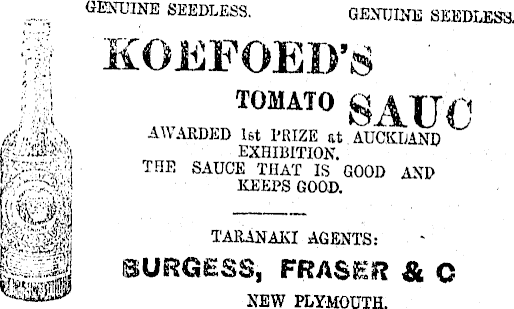 GENUINE SEEDLESS. GENUINE SEEDLESS.
KOEFOED'S
TOMATO SAUC
AWARDED 1st PRIZE at AUCKLAND
EXHIBITION.
THE SAUCE THAT IS GOOD AND
KEEPS GOOD.
TARANAKI AGENTS:
BURGESS, FRASER & C
NEW PLYMOUTH.